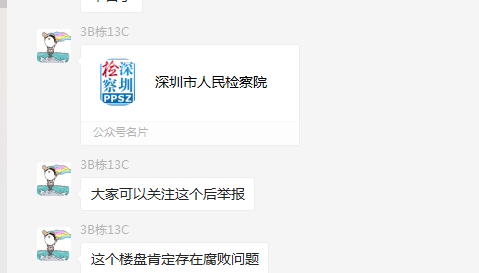 3B栋13C
检察
深圳
PPSZ
深圳市人民检察院
公众号名片
3B栋13C
大家可以关注这个后举报
3B栋13C
这个楼盘肯定存在腐败问题